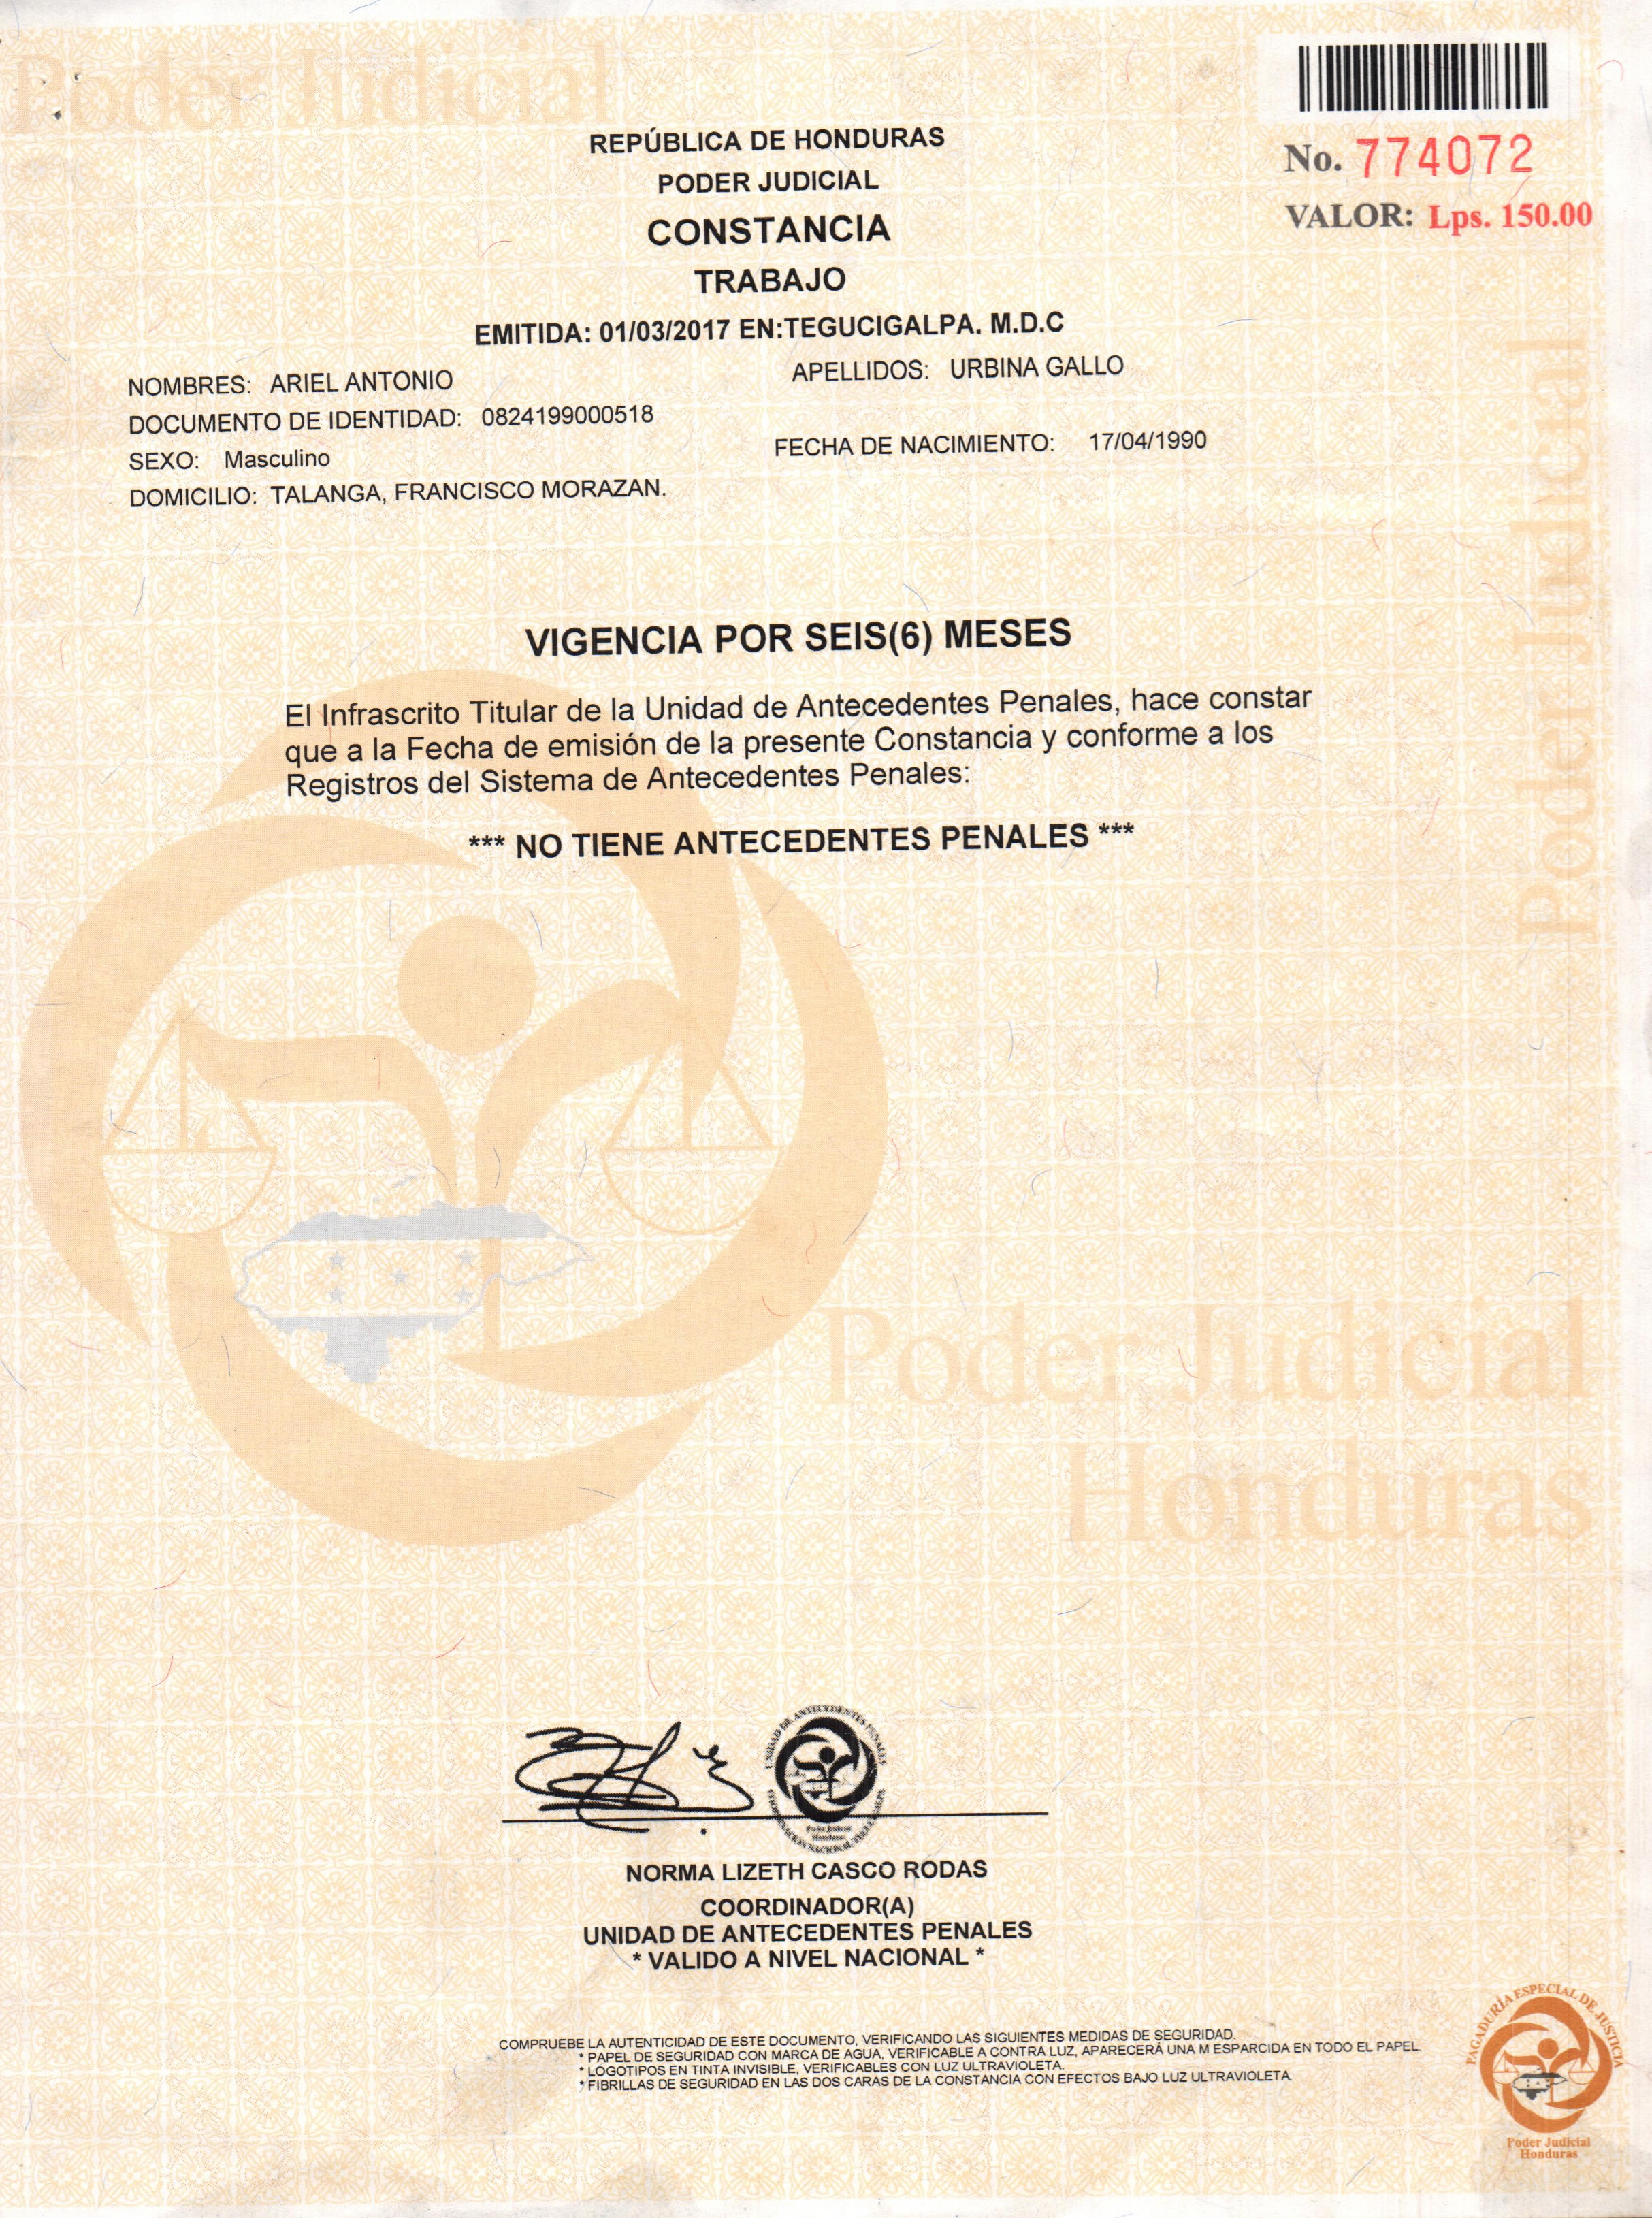 Poder Judicial
REPÚBLICA DE HONDURAS
PODER JUDICIAL
CONSTANCIA
TRABAJO
No. 774072
VALOR: Lps. 150.00
EMITIDA: 01/03/2017 EN:TEGUCIGALPA. M.D.C
NOMBRES: ARIEL ANTONIO APELLIDOS: URBINA GALLO
DOCUMENTO DE IDENTIDAD: 0824199000518
SEXO: Masculino FECHA DE NACIMIENTO: 17/04/1990
DOMICILIO: TALANGA, FRANCISCO MORAZAN.
Poder Judicial
VIGENCIA POR SEIS(6) MESES
El Infrascrito Titular de la Unidad de Antecedentes Penales, hace constar
que a la Fecha de emisión de la presente Constancia y conforme a los
Registros del Sistema de Antecedentes Penales:
*** NO TIENE ANTECEDENTES PENALES ***
Poder Judicial
Honduras
UNIDAD DE ANTECEDENTES PENALES
Poder Judicial
Honduras
NORMA LIZETH CASCO RODAS
COORDINADOR(A)
UNIDAD DE ANTECEDENTES PENALES
* VALIDO A NIVEL NACIONAL *
COMPRUEBE LA AUTENTICIDAD DE ESTE DOCUMENTO, VERIFICANDO LAS SIGUIENTES MEDIDAS DE SEGURIDAD.
* PAPEL DE SEGURIDAD CON MARCA DE AGUA, VERIFICABLE A CONTRA LUZ, APARECERÁ UNA M ESPARCIDA EN TODO EL PAPEL
* LOGOTIPOS EN TINTA INVISIBLE, VERIFICABLES CON LUZ ULTRAVIOLETA.
* FIBRILLAS DE SEGURIDAD EN LAS DOS CARAS DE LA CONSTANCIA CON EFECTOS BAJO LUZ ULTRAVIOLETA
PAGADURÍA ESPECIAL DE JUSTICIA
Poder Judicial
Honduras